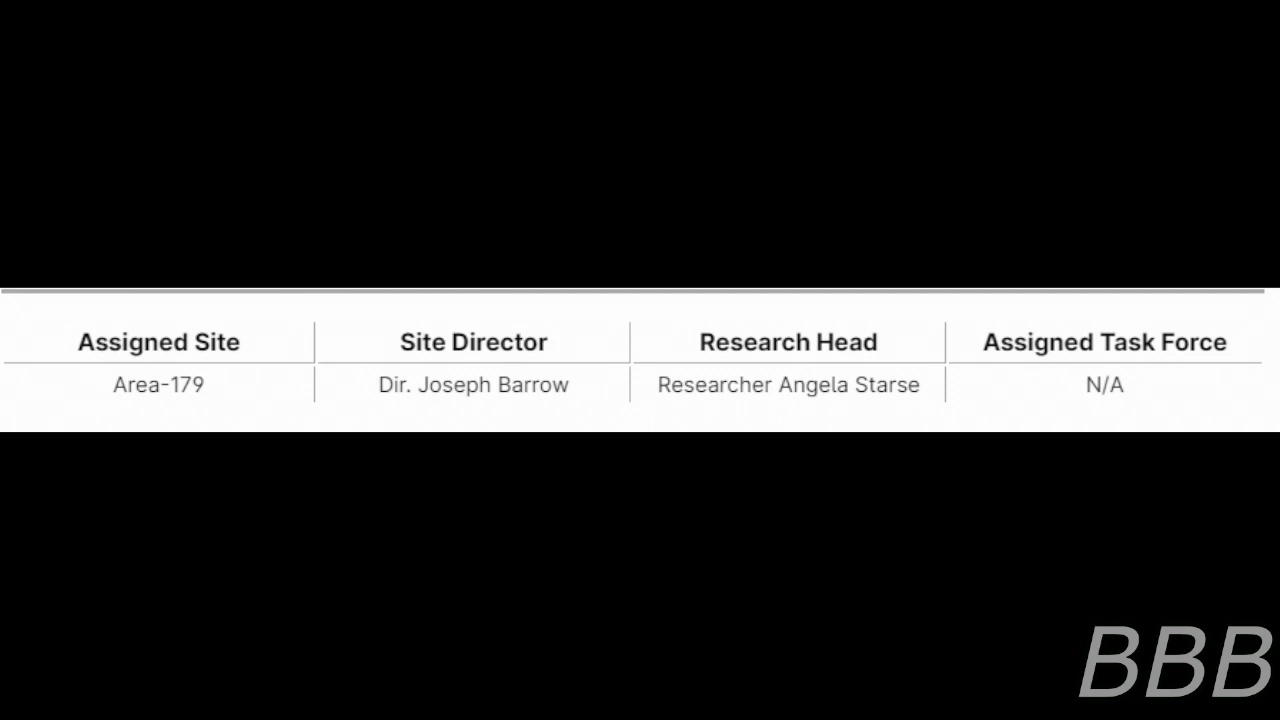 Assigned Site Site Director Research Head Assigned Task Force
Area-179 Dir. Joseph Barrow Researcher Angela Starse N/A
BBB